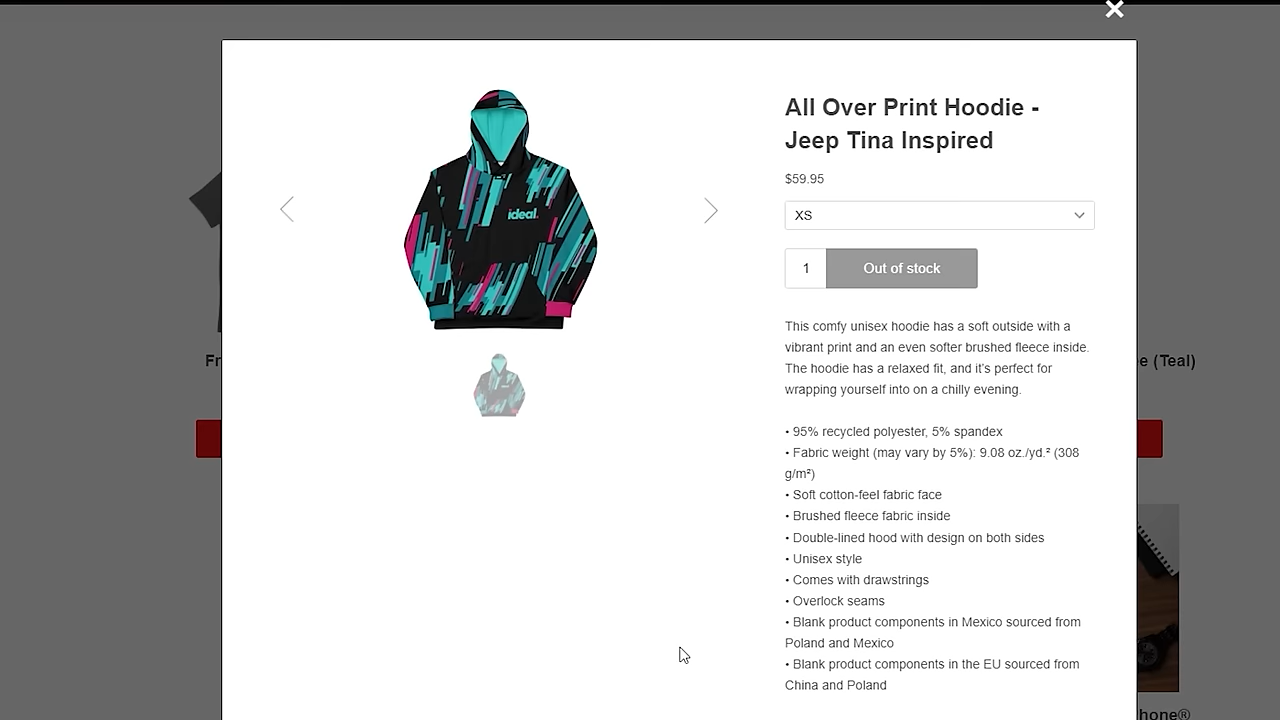 All Over Print Hoodie -
Jeep Tina Inspired
$59.95
XS
1
Out of stock
ideal.
This comfy unisex hoodie has a soft outside with a
vibrant print and an even softer brushed fleece inside.
The hoodie has a relaxed fit, and it's perfect for
wrapping yourself into on a chilly evening.
• 95% recycled polyester, 5% spandex
• Fabric weight (may vary by 5%): 9.08 oz./yd.² (308
g/m²)
• Soft cotton-feel fabric face
• Brushed fleece fabric inside
• Double-lined hood with design on both sides
• Unisex style
• Comes with drawstrings
• Overlock seams
• Blank product components in Mexico sourced from
Poland and Mexico
• Blank product components in the EU sourced from
China and Poland
Fr
e (Teal)
hone®